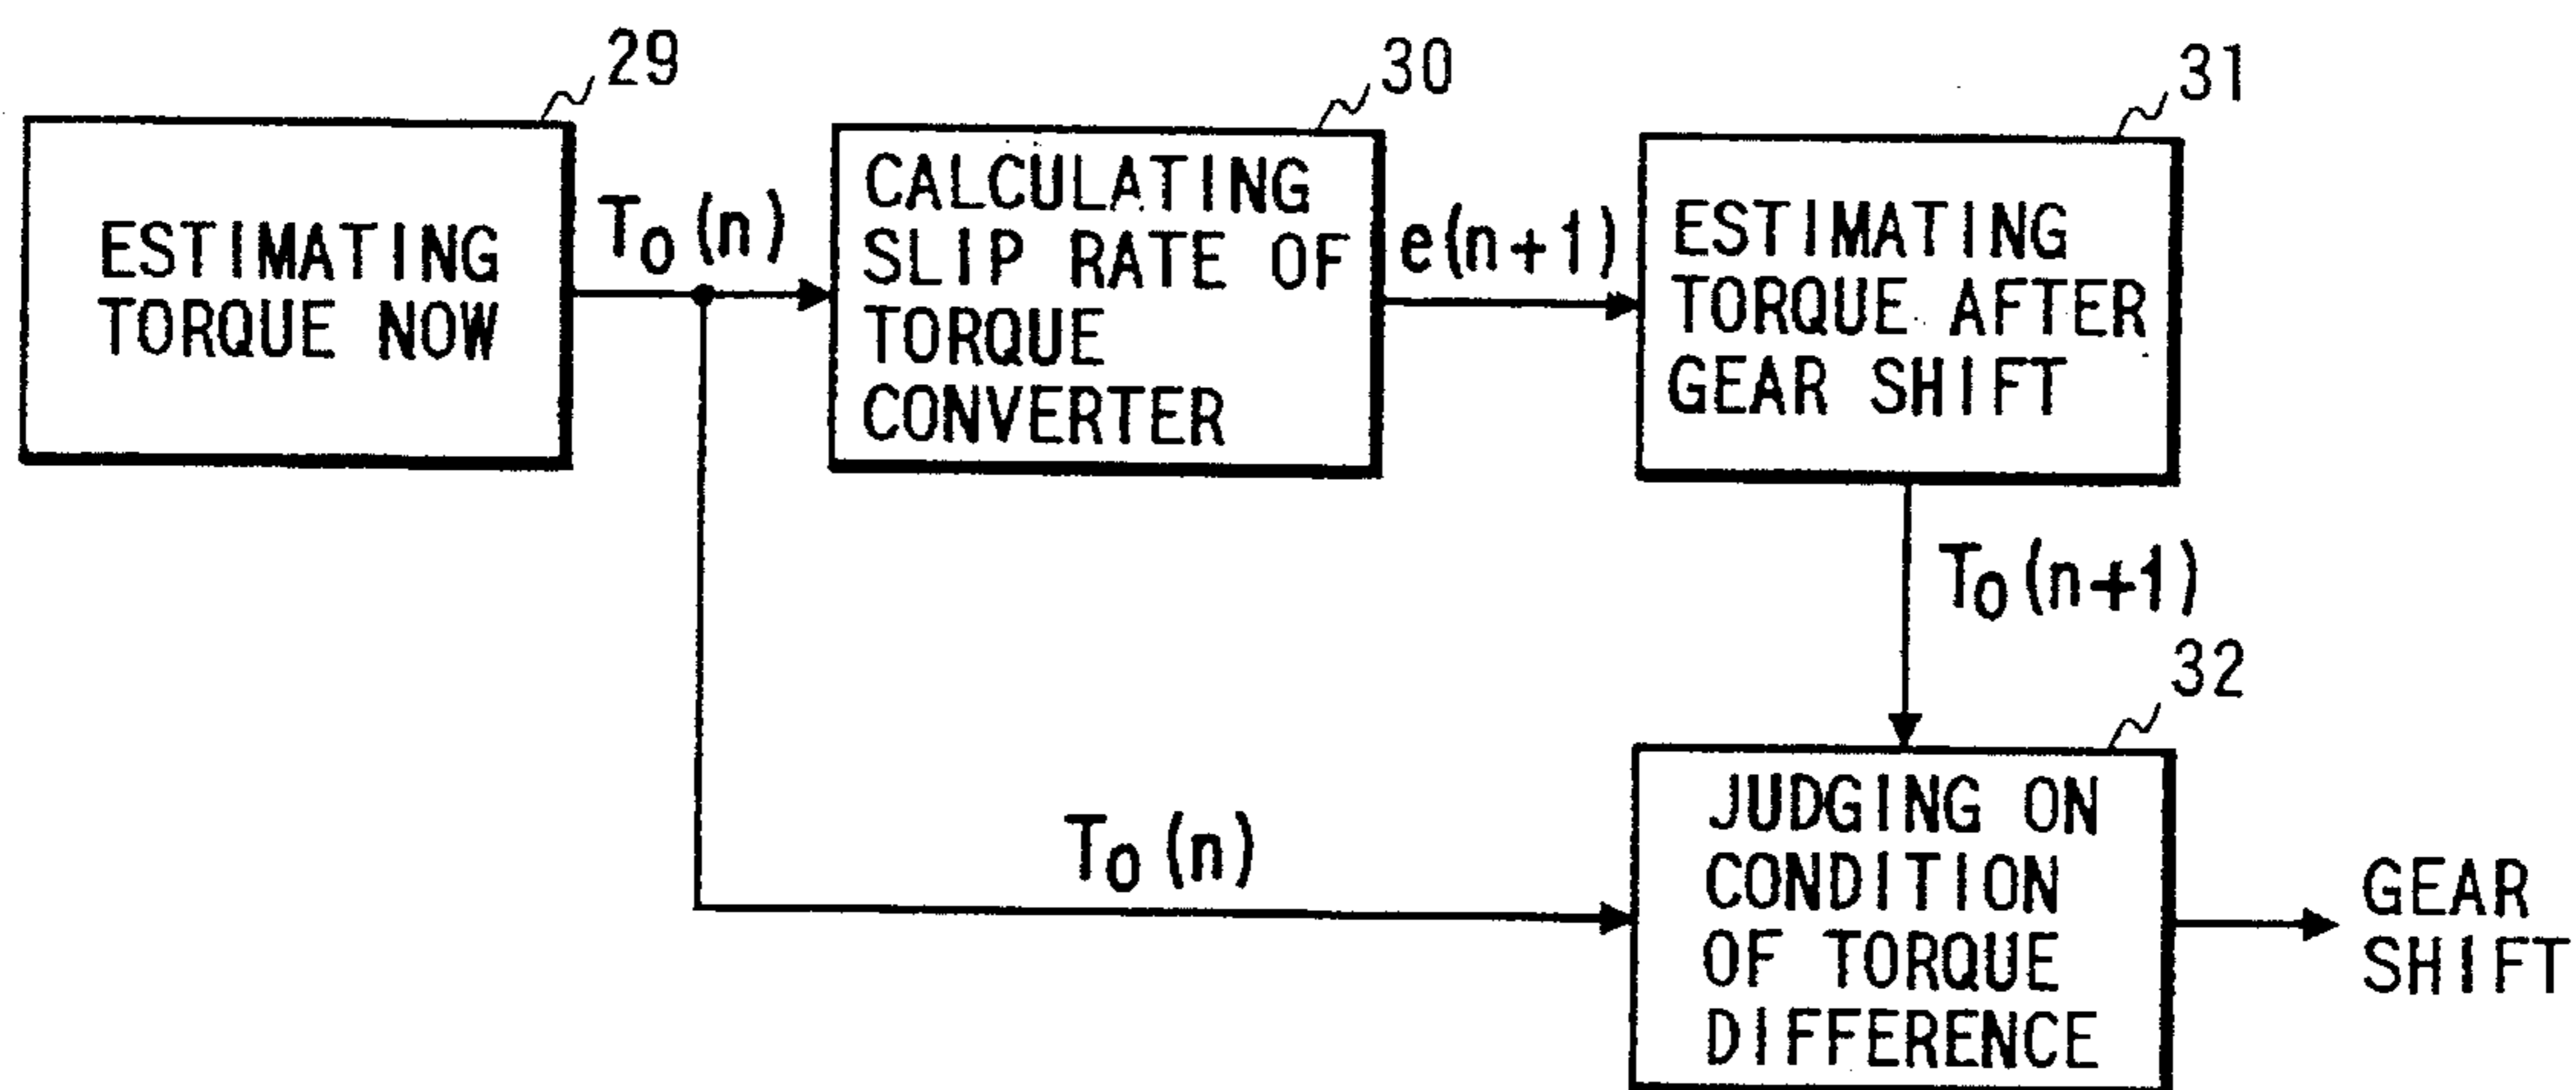 29
ESTIMATING
TORQUE NOW
To(n)
30
CALCULATING
SLIP RATE OF
TORQUE
CONVERTER
e(n+1)
31
ESTIMATING
TORQUE AFTER
GEAR SHIFT
To(n+1)
To(n)
32
JUDGING ON
CONDITION
OF TORQUE
DIFFERENCE
GEAR
SHIFT